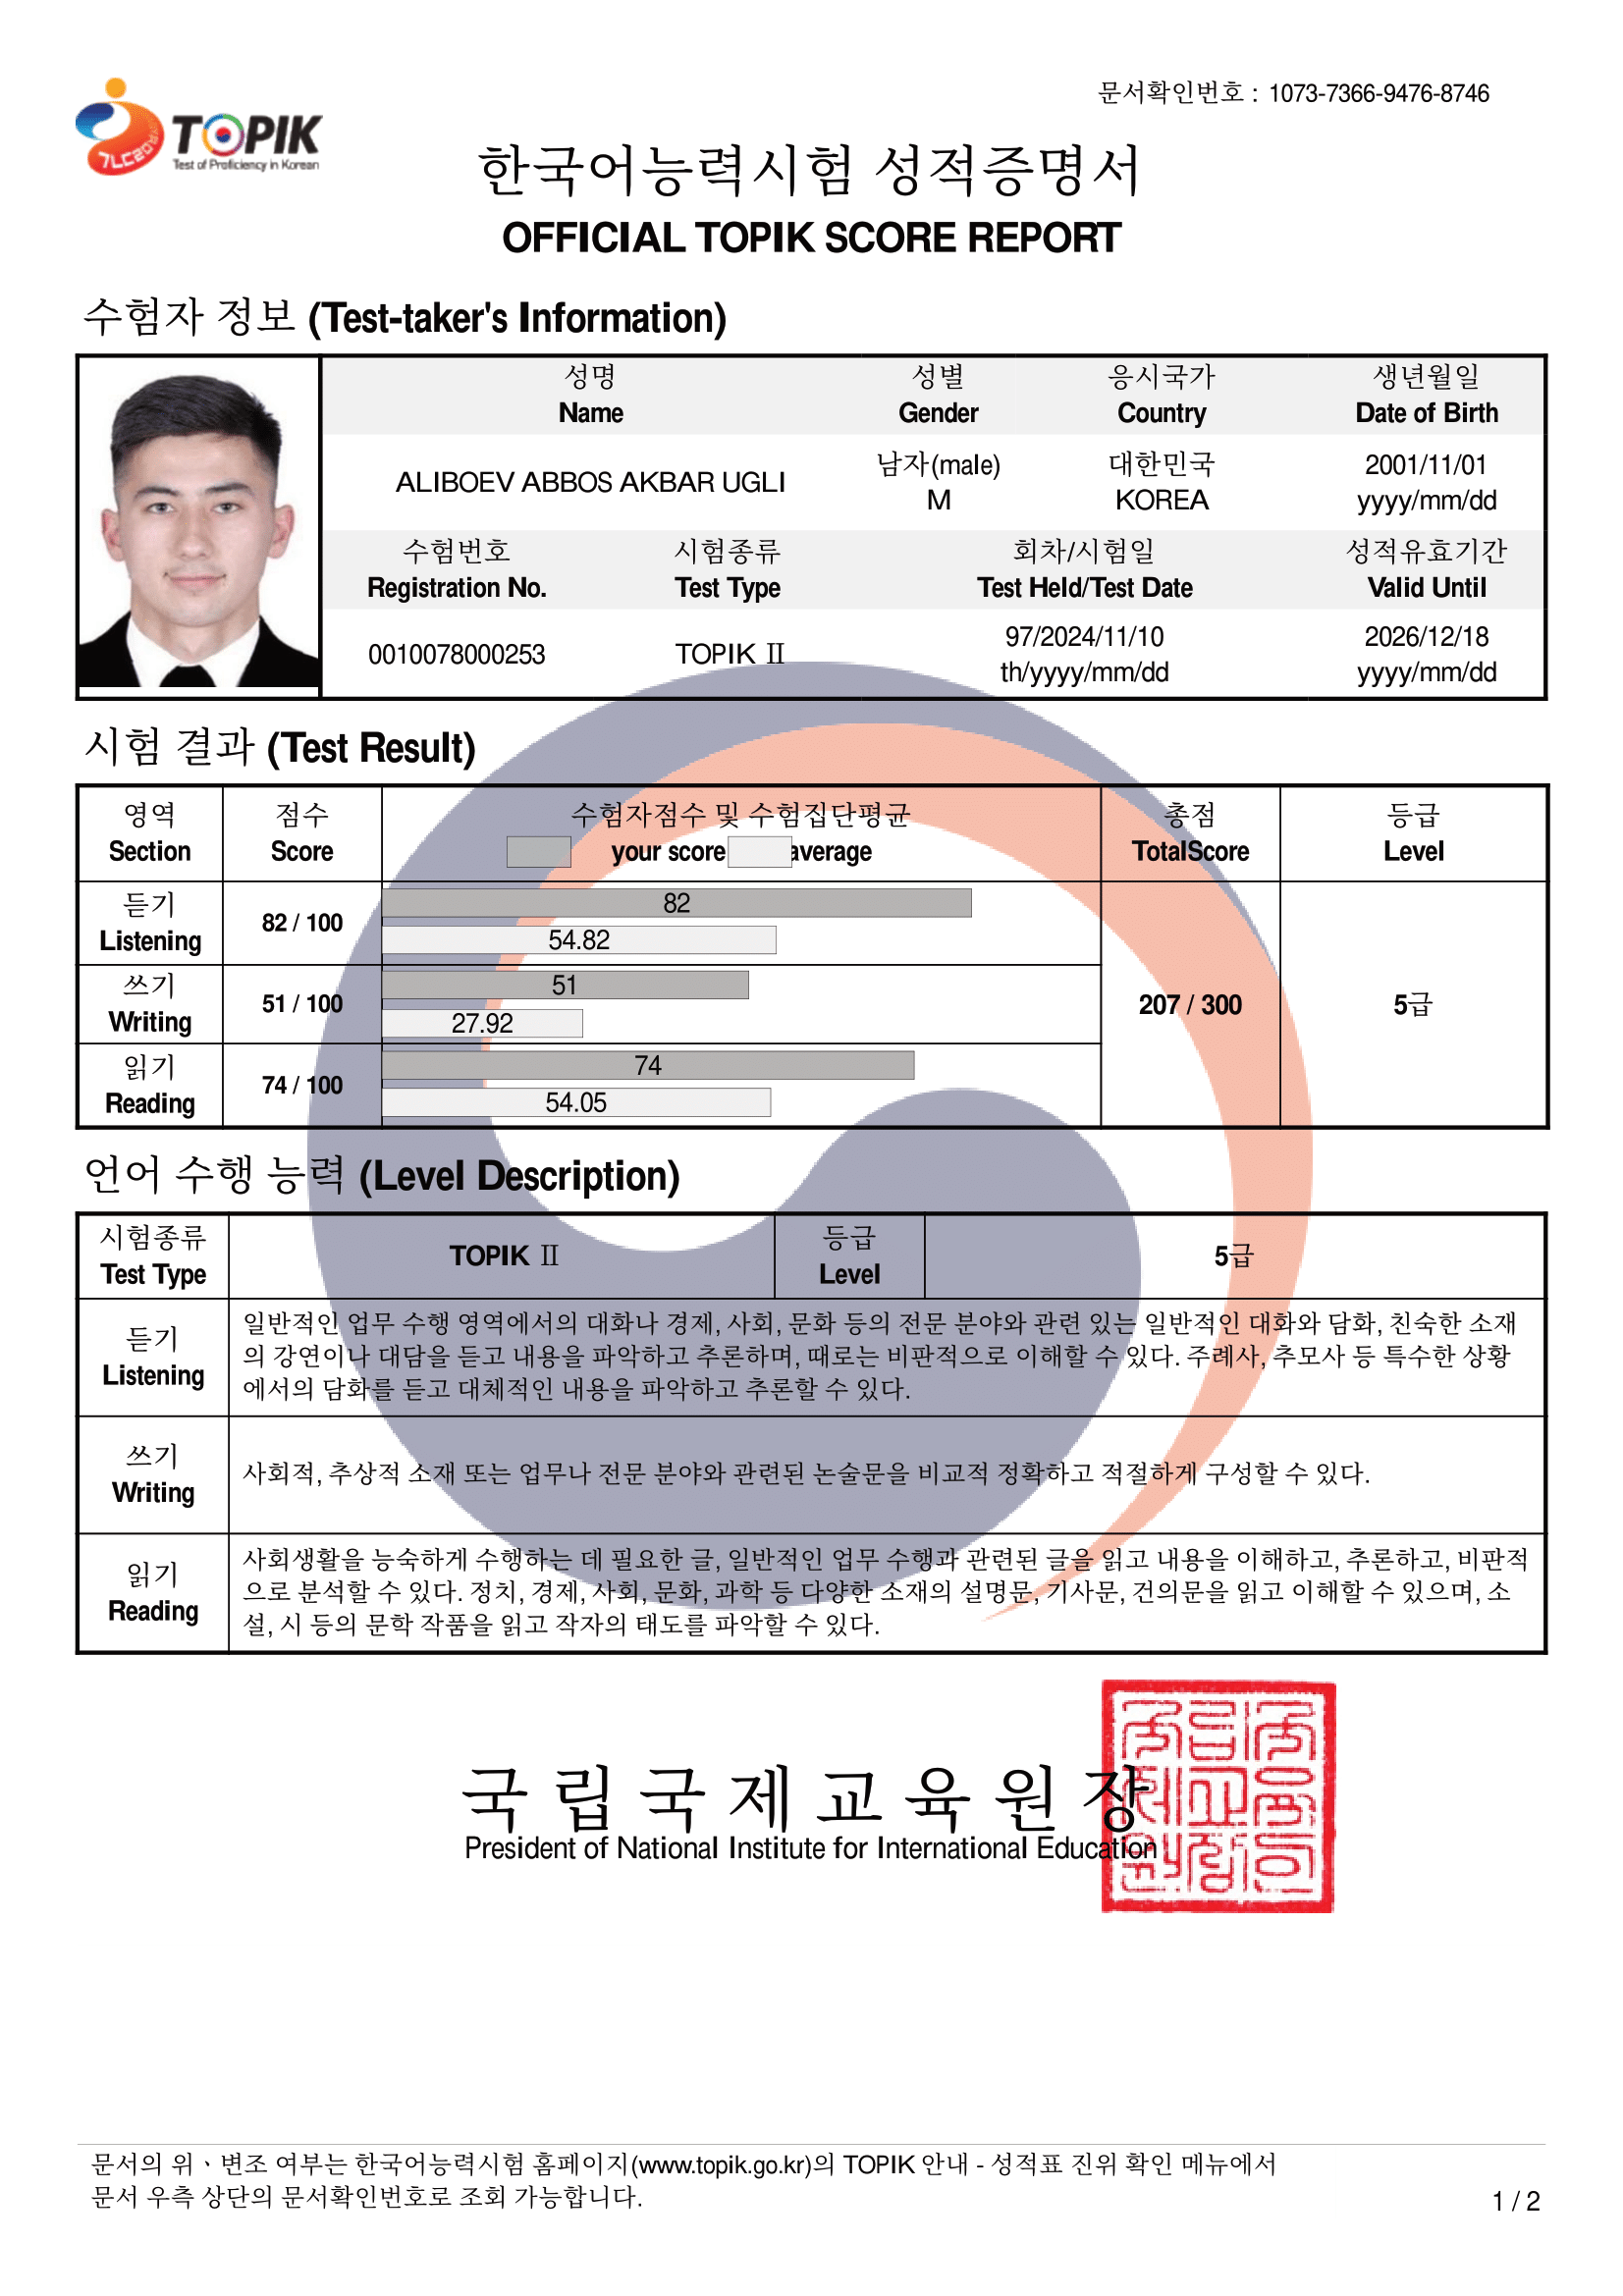 문서확인번호 : 1073-7366-9476-8746
TOPIK
Test of Proficiency in Korean
한국어능력시험 성적증명서
OFFICIAL TOPIK SCORE REPORT
수험자 정보 (Test-taker's Information)
성명 성별 응시국가 생년월일
Name Gender Country Date of Birth
ALIBOEV ABBOS AKBAR UGLI 남자(male) 대한민국 2001/11/01
M KOREA yyyy/mm/dd
수험번호 시험종류 회차/시험일 성적유효기간
Registration No. Test Type Test Held/Test Date Valid Until
0010078000253 TOPIK Ⅱ 97/2024/11/10 2026/12/18
th/yyyy/mm/dd yyyy/mm/dd
시험 결과 (Test Result)
영역 점수 수험자점수 및 수험집단평균 총점 등급
Section Score your score average TotalScore Level
듣기 82 / 100 82
Listening 54.82
쓰기 51 / 100 51 207 / 300 5급
Writing 27.92
읽기 74 / 100 74
Reading 54.05
언어 수행 능력 (Level Description)
시험종류 TOPIK Ⅱ 등급 5급
Test Type Level
듣기
Listening
일반적인 업무 수행 영역에서의 대화나 경제, 사회, 문화 등의 전문 분야와 관련 있는 일반적인 대화와 담화, 친숙한 소재
의 강연이나 대담을 듣고 내용을 파악하고 추론하며, 때로는 비판적으로 이해할 수 있다. 주례사, 추모사 등 특수한 상황
에서의 담화를 듣고 대체적인 내용을 파악하고 추론할 수 있다.
쓰기
Writing
사회적, 추상적 소재 또는 업무나 전문 분야와 관련된 논술문을 비교적 정확하고 적절하게 구성할 수 있다.
읽기
Reading
사회생활을 능숙하게 수행하는 데 필요한 글, 일반적인 업무 수행과 관련된 글을 읽고 내용을 이해하고, 추론하고, 비판적
으로 분석할 수 있다. 정치, 경제, 사회, 문화, 과학 등 다양한 소재의 설명문, 기사문, 건의문을 읽고 이해할 수 있으며, 소
설, 시 등의 문학 작품을 읽고 작자의 태도를 파악할 수 있다.
국립국제교육원장
President of National Institute for International Education
문서의 위ㆍ변조 여부는 한국어능력시험 홈페이지(www.topik.go.kr)의 TOPIK 안내 - 성적표 진위 확인 메뉴에서
문서 우측 상단의 문서확인번호로 조회 가능합니다.
1 / 2